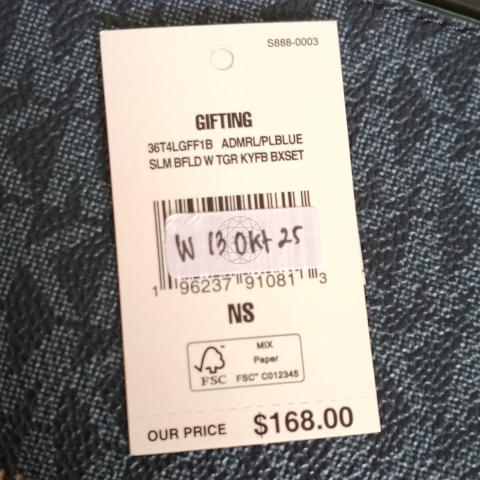 S888-0003
GIFTING
36T4LGFF1B ADMRL/PLBLUE
SLM BFLD W TGR KYFB BXSET
W 13 Okt 25
1 96237 91081 3
NS
MIX
Paper
FSC™ C012345
FSC
OUR PRICE $168.00